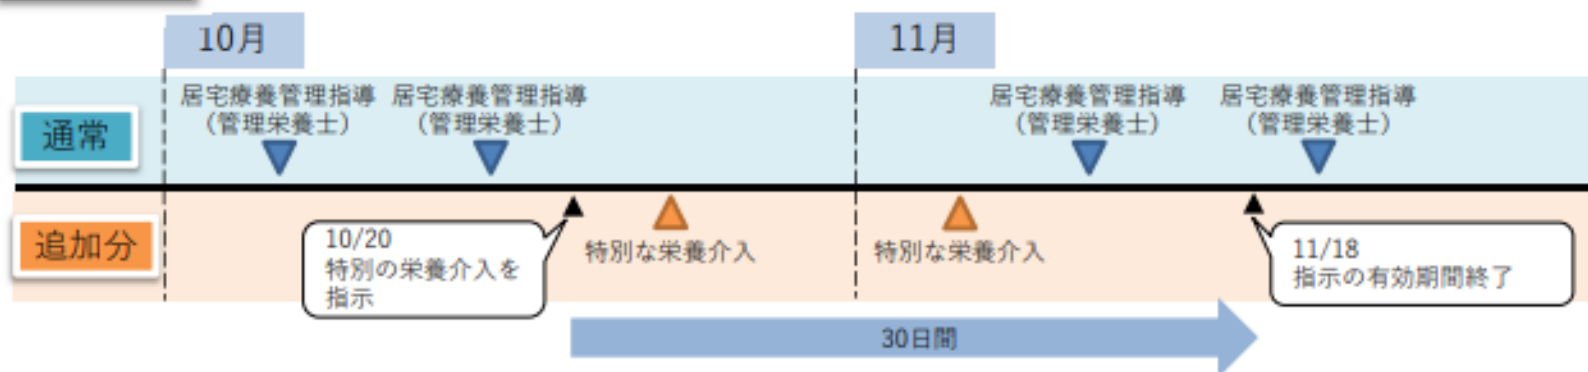 10月
11月
居宅療養管理指導
（管理栄養士）
居宅療養管理指導
（管理栄養士）
居宅療養管理指導
（管理栄養士）
居宅療養管理指導
（管理栄養士）
通常
追加分
10/20
特別の栄養介入を
指示
特別な栄養介入
特別な栄養介入
11/18
指示の有効期間終了
30日間